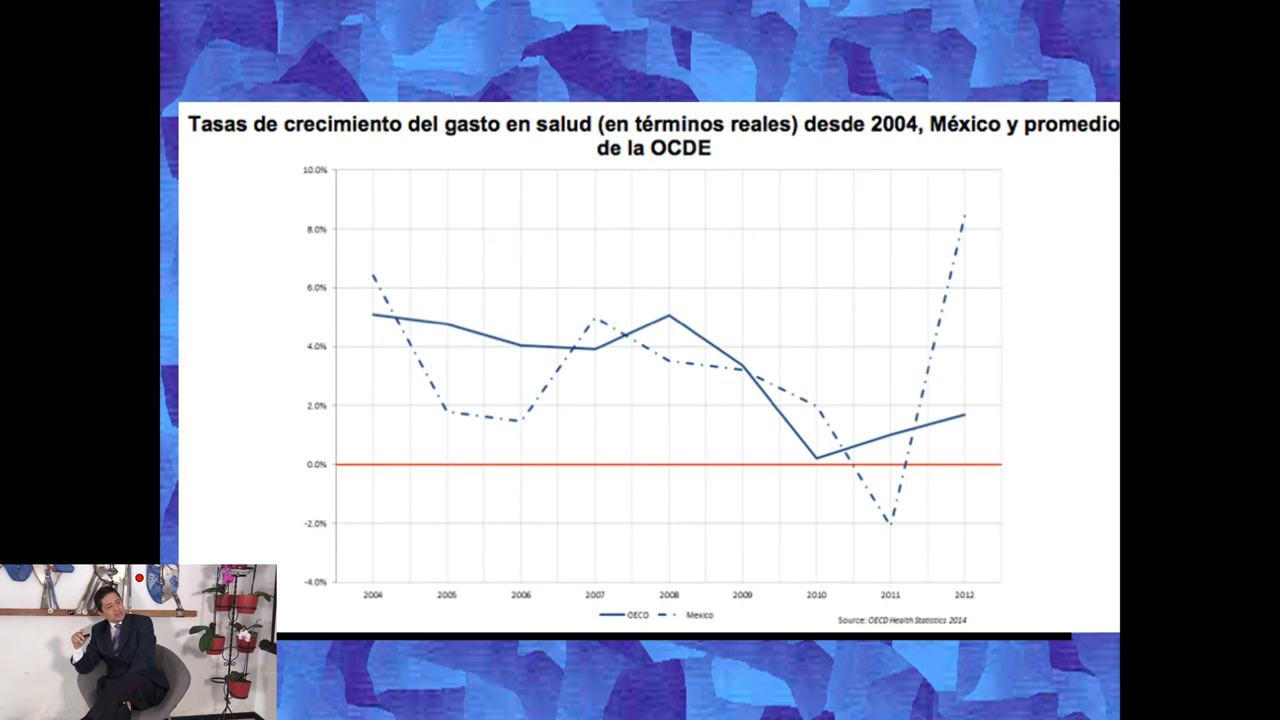 Tasas de crecimiento del gasto en salud (en términos reales) desde 2004, México y promedio
de la OCDE
10.0%
8.0%
6.0%
4.0%
2.0%
0.0%
-2.0%
-4.0%
2004 2005 2006 2007 2008 2009 2010 2011 2012
OECD Mexico
Source: OECD Health Statistics 2014